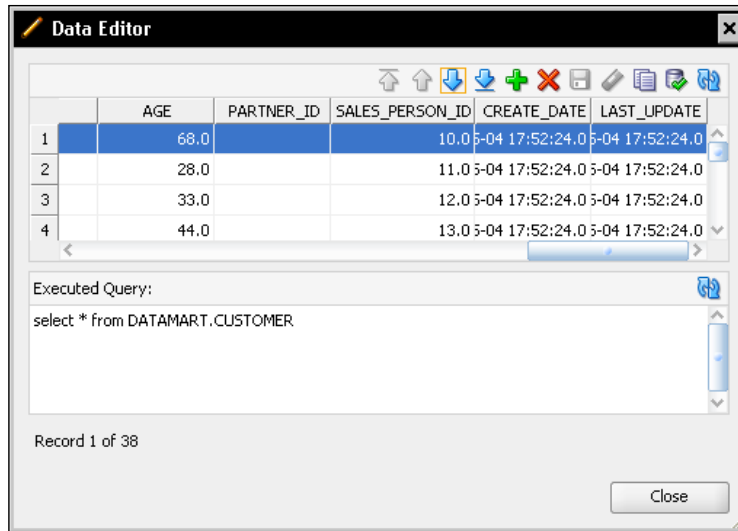 Data Editor
AGE PARTNER_ID SALES_PERSON_ID CREATE_DATE LAST_UPDATE
1 68.0 10.0 5-04 17:52:24.0 5-04 17:52:24.0
2 28.0 11.0 5-04 17:52:24.0 5-04 17:52:24.0
3 33.0 12.0 5-04 17:52:24.0 5-04 17:52:24.0
4 44.0 13.0 5-04 17:52:24.0 5-04 17:52:24.0
Executed Query:
select * from DATAMART.CUSTOMER
Record 1 of 38
Close